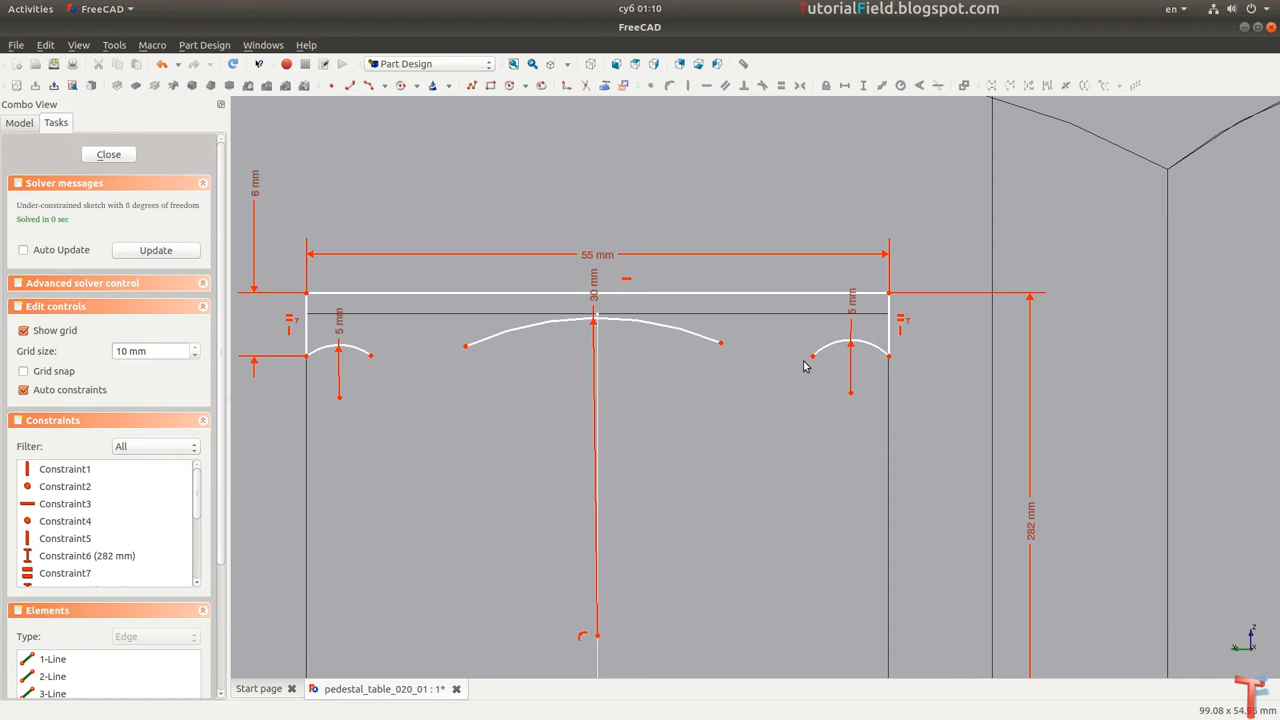 Activities FreeCAD суб 01:10 TutorialField.blogspot.com en
FreeCAD
File Edit View Tools Macro Part Design Windows Help
Part Design
Combo View
Model Tasks
Close
Solver messages
Under-constrained sketch with 8 degrees of freedom
Solved in 0 sec
Auto Update Update
Advanced solver control
Edit controls
Show grid
Grid size: 10 mm
Grid snap
Auto constraints
Constraints
Filter: All
Constraint1
Constraint2
Constraint3
Constraint4
Constraint5
Constraint6 (282 mm)
Constraint7
Elements
Type: Edge
1-Line
2-Line
3-Line
6 mm
55 mm
30 mm
5 mm
5 mm
7
7
282 mm
z
Start page pedestal_table_020_01 : 1*